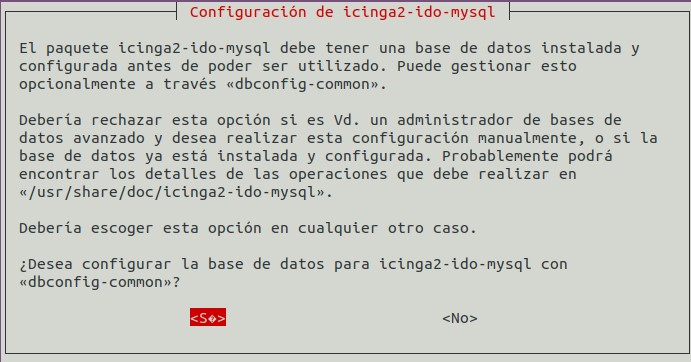 Configuración de icinga2-ido-mysql
El paquete icinga2-ido-mysql debe tener una base de datos instalada y
configurada antes de poder ser utilizado. Puede gestionar esto
opcionalmente a través «dbconfig-common».
Debería rechazar esta opción si es Vd. un administrador de bases de
datos avanzado y desea realizar esta configuración manualmente, o si la
base de datos ya está instalada y configurada. Probablemente podrá
encontrar los detalles de las operaciones que debe realizar en
«/usr/share/doc/icinga2-ido-mysql».
Debería escoger esta opción en cualquier otro caso.
¿Desea configurar la base de datos para icinga2-ido-mysql con
«dbconfig-common»?
<S�> <No>